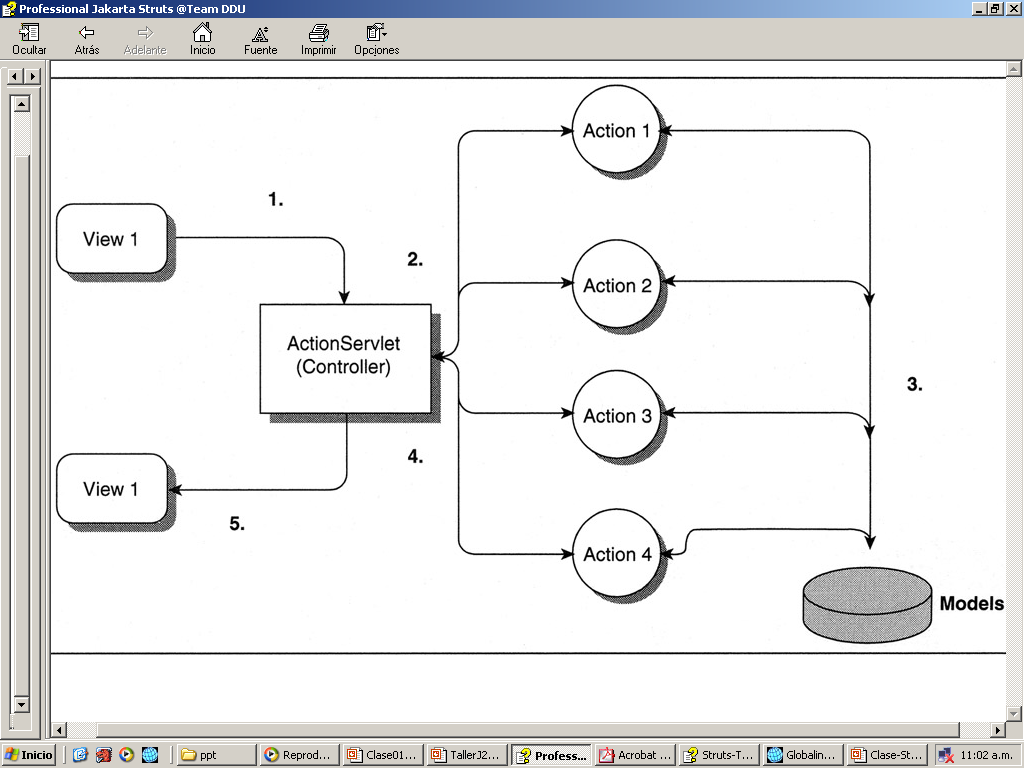 Professional Jakarta Struts @Team DDU
Ocultar Atrás Adelante Inicio Fuente Imprimir Opciones
Action 1
1.
View 1
2.
Action 2
ActionServlet
(Controller)
3.
Action 3
4.
View 1
5.
Action 4
Models
Inicio ppt Reprod... Clase01... TallerJ2... Profess... Acrobat ... Struts-T... Globalin... Clase-St... 11:02 a.m.